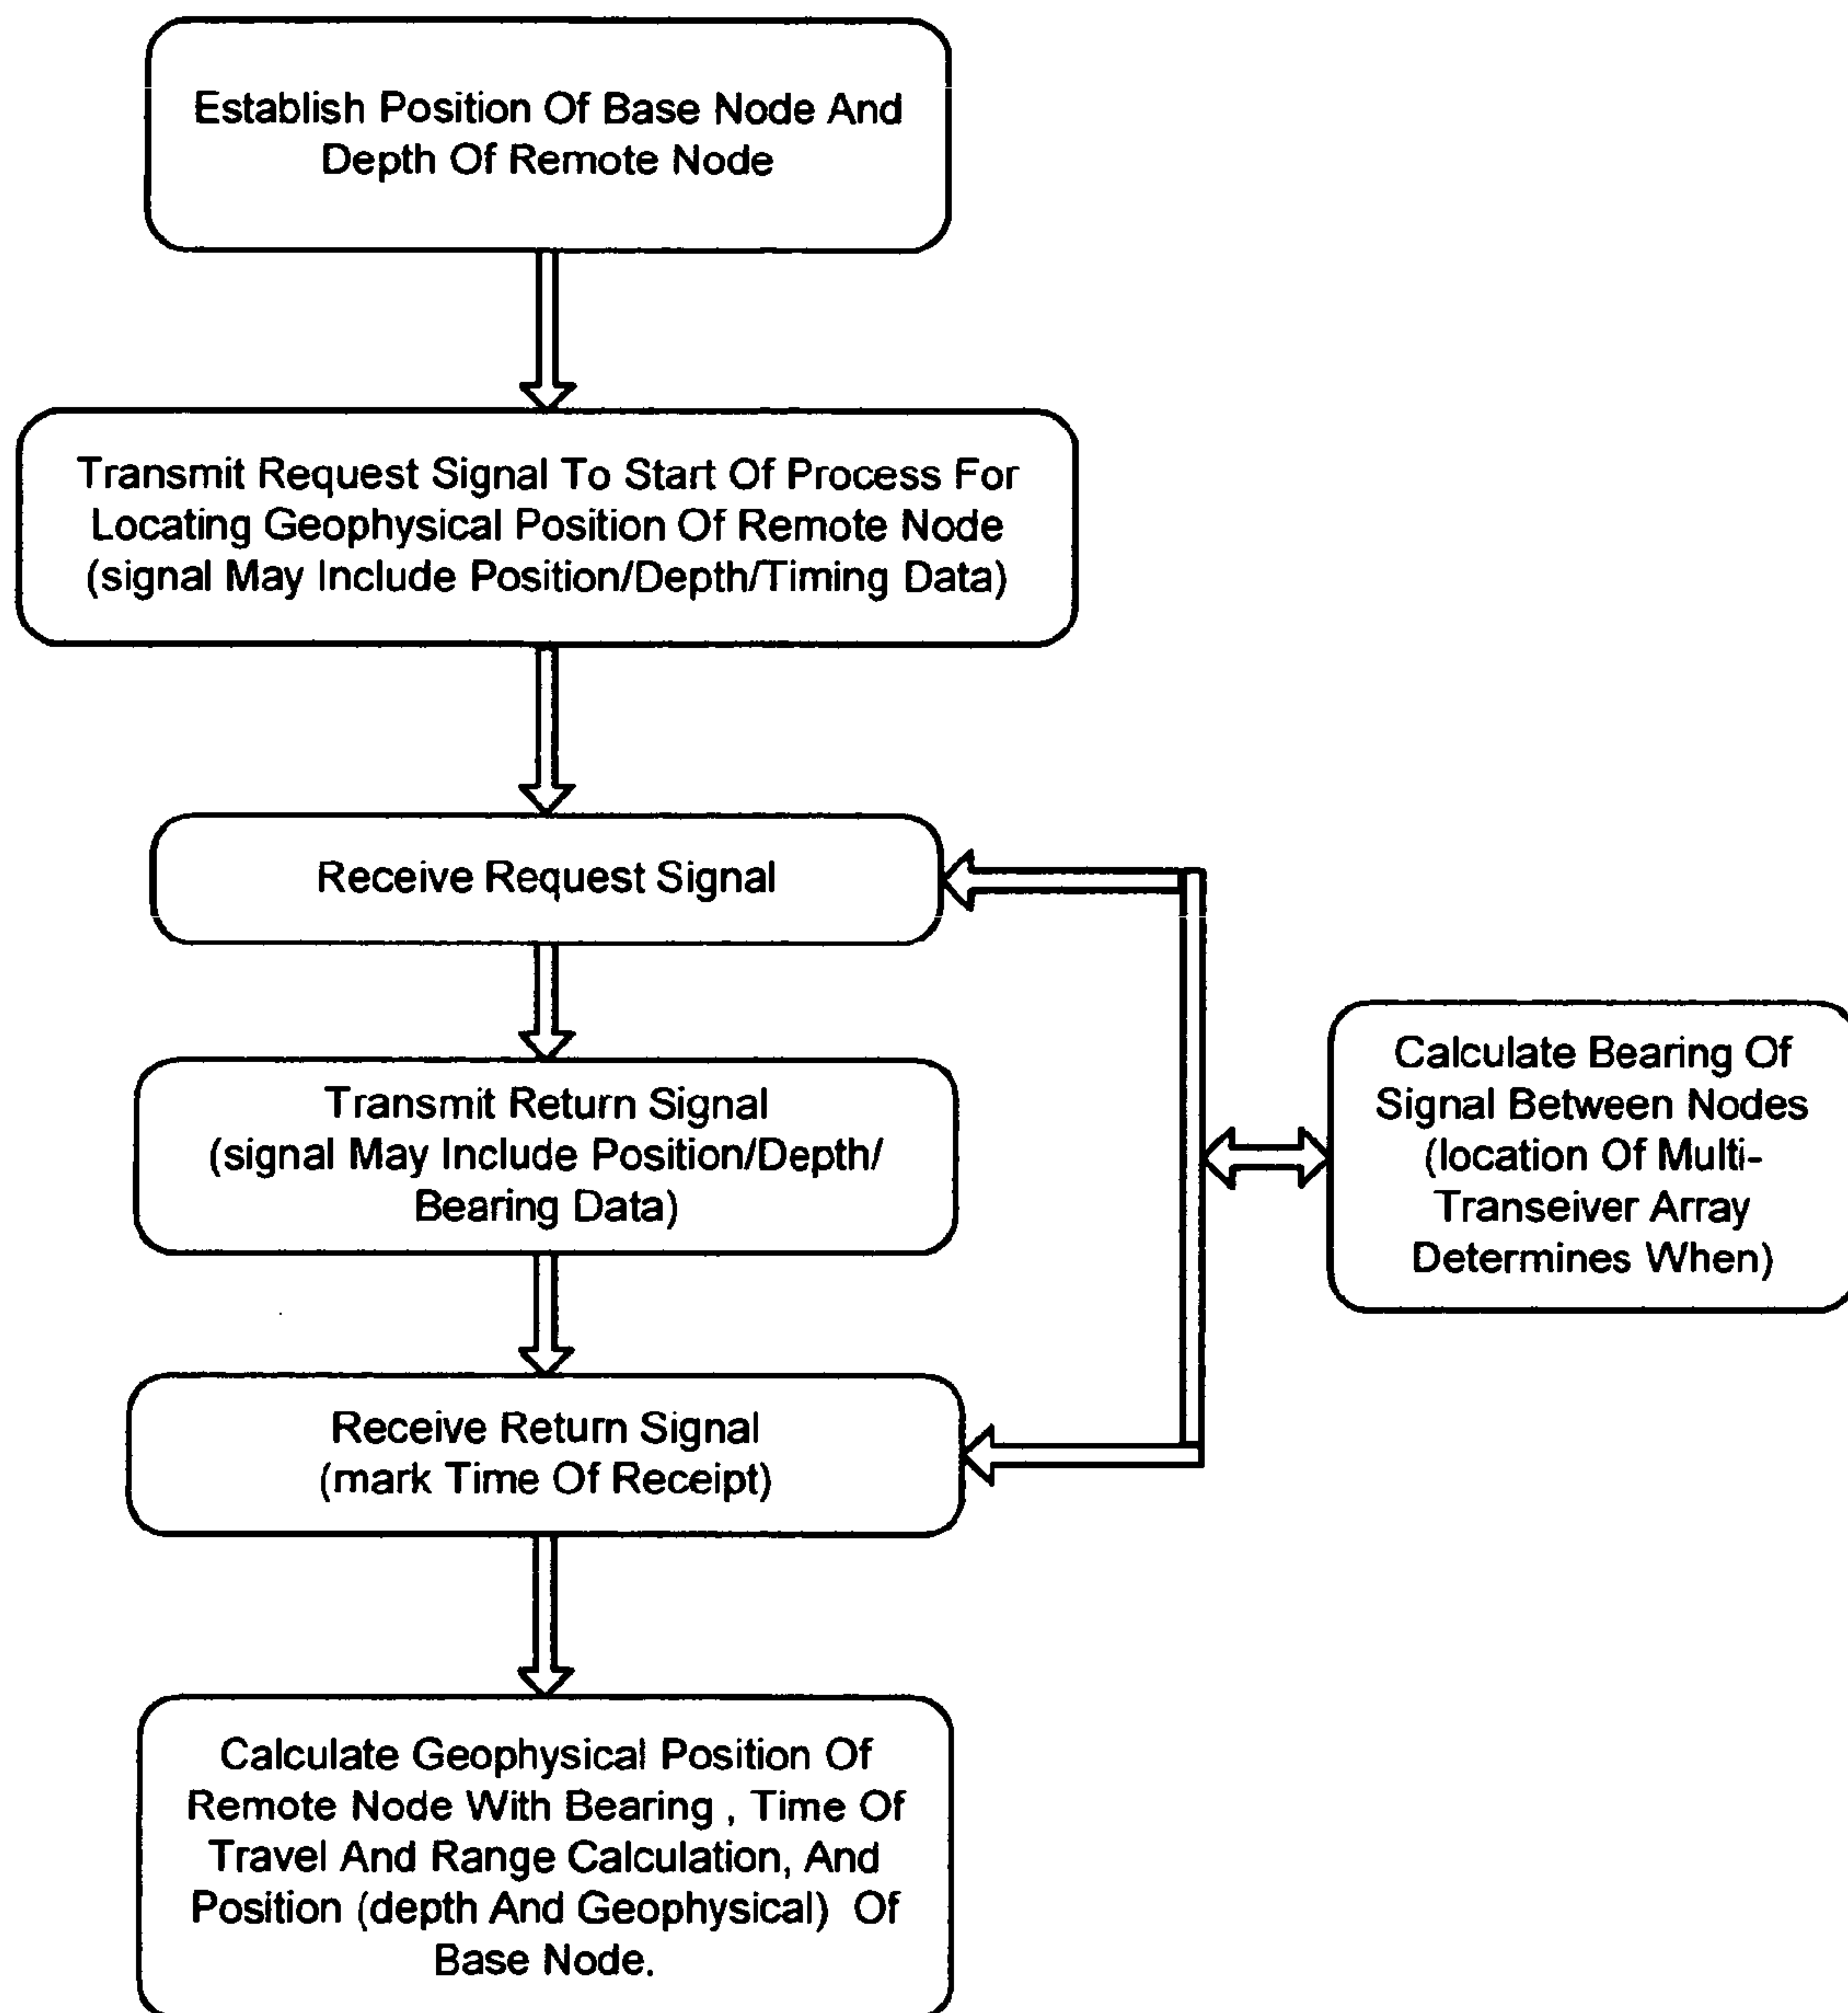 Establish Position Of Base Node And
Depth Of Remote Node
Transmit Request Signal To Start Of Process For
Locating Geophysical Position Of Remote Node
(signal May Include Position/Depth/Timing Data)
Receive Request Signal
Transmit Return Signal
(signal May Include Position/Depth/
Bearing Data)
Calculate Bearing Of
Signal Between Nodes
(location Of Multi-
Transeiver Array
Determines When)
Receive Return Signal
(mark Time Of Receipt)
Calculate Geophysical Position Of
Remote Node With Bearing , Time Of
Travel And Range Calculation, And
Position (depth And Geophysical) Of
Base Node.